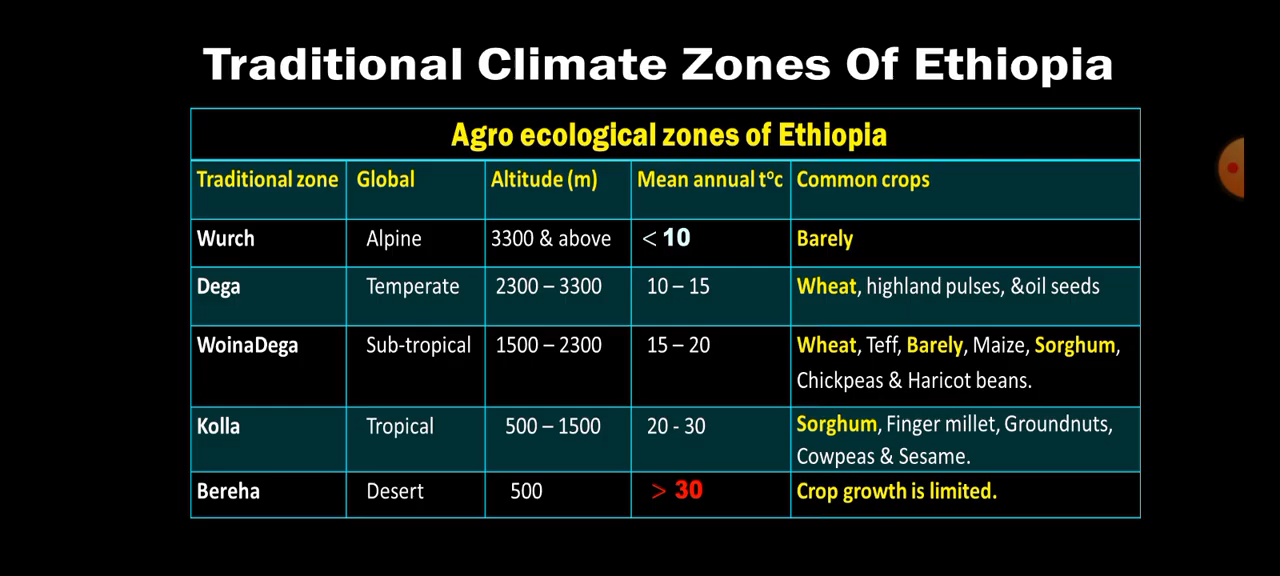 Traditional Climate Zones Of Ethiopia
Agro ecological zones of Ethiopia
Traditional zone Global Altitude (m) Mean annual tºc Common crops
Wurch Alpine 3300 & above < 10 Barely
Dega Temperate 2300 – 3300 10 – 15 Wheat, highland pulses, &oil seeds
WoinaDega Sub-tropical 1500 – 2300 15 – 20 Wheat, Teff, Barely, Maize, Sorghum,
Chickpeas & Haricot beans.
Kolla Tropical 500 – 1500 20 - 30 Sorghum, Finger millet, Groundnuts,
Cowpeas & Sesame.
Bereha Desert 500 > 30 Crop growth is limited.